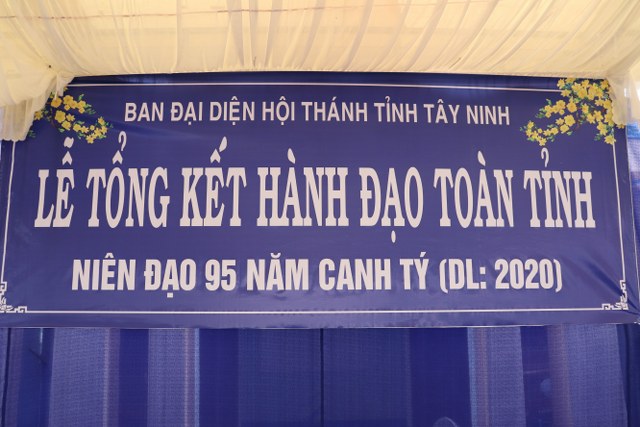 BAN ĐẠI DIỆN HỘI THÁNH TỈNH TÂY NINH
LỄ TỔNG KẾT HÀNH ĐẠO TOÀN TỈNH
NIÊN ĐẠO 95 NĂM CANH TÝ (DL: 2020)